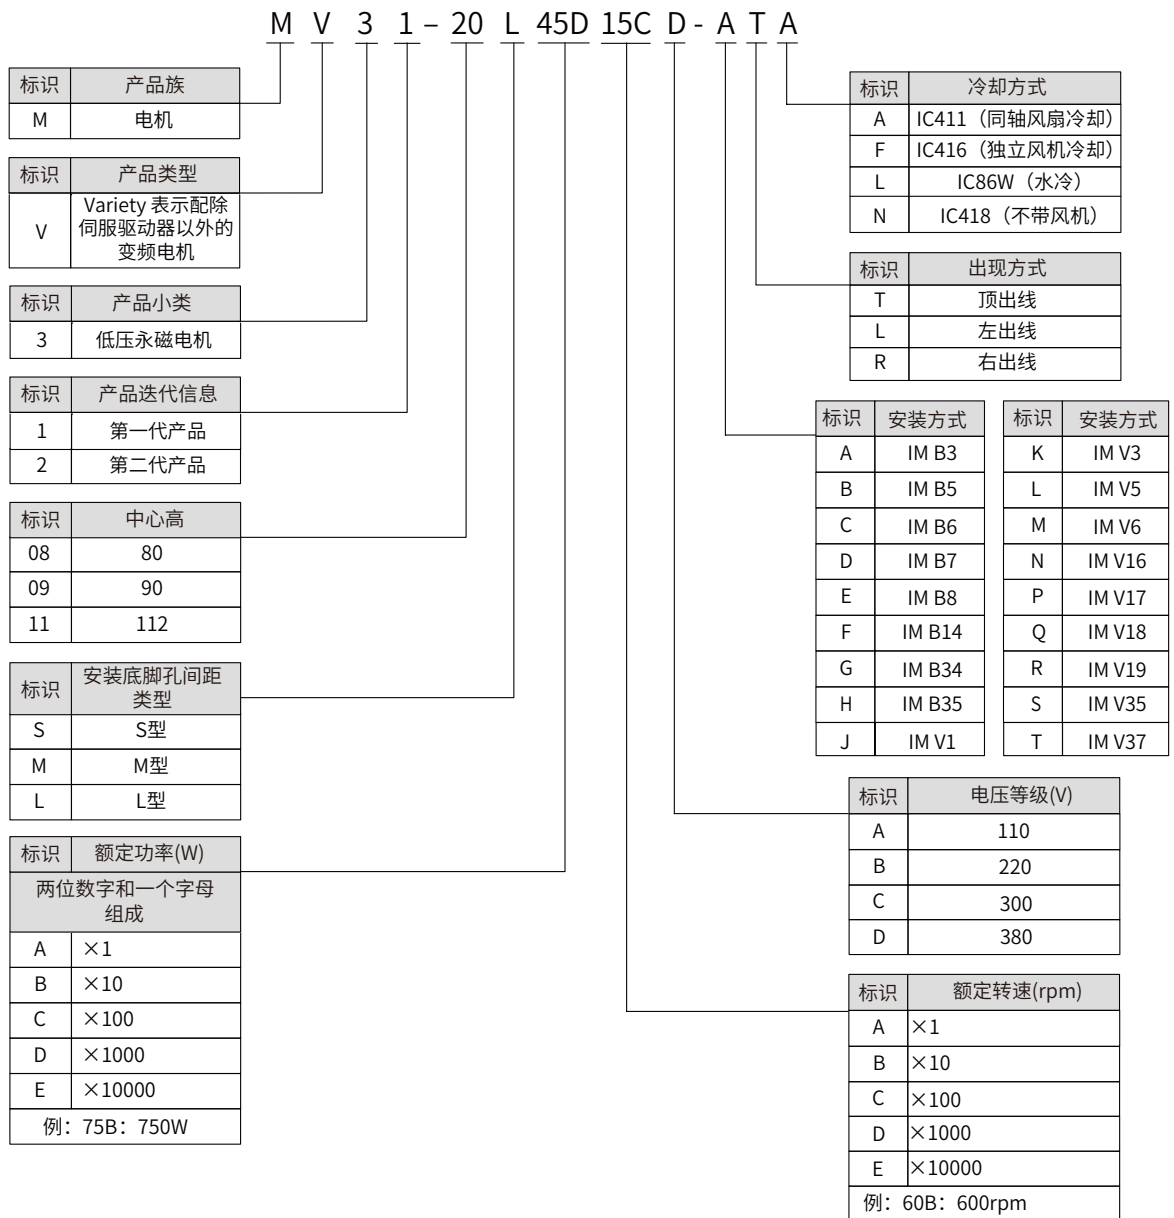 M V 3 1 – 20 L 45D 15C D - A T A
标识 产品族
M 电机
标识 产品类型
V Variety 表示配除
伺服驱动器以外的
变频电机
标识 产品小类
3 低压永磁电机
标识 产品迭代信息
1 第一代产品
2 第二代产品
标识 中心高
08 80
09 90
11 112
标识 安装底脚孔间距
类型
S S型
M M型
L L型
标识 额定功率(W)
两位数字和一个字母
组成
A ×1
B ×10
C ×100
D ×1000
E ×10000
例：75B：750W
标识 冷却方式
A IC411（同轴风扇冷却）
F IC416（独立风机冷却）
L IC86W（水冷）
N IC418（不带风机）
标识 出现方式
T 顶出线
L 左出线
R 右出线
标识 安装方式
A IM B3
B IM B5
C IM B6
D IM B7
E IM B8
F IM B14
G IM B34
H IM B35
J IM V1
标识 安装方式
K IM V3
L IM V5
M IM V6
N IM V16
P IM V17
Q IM V18
R IM V19
S IM V35
T IM V37
标识 电压等级(V)
A 110
B 220
C 300
D 380
标识 额定转速(rpm)
A ×1
B ×10
C ×100
D ×1000
E ×10000
例：60B：600rpm